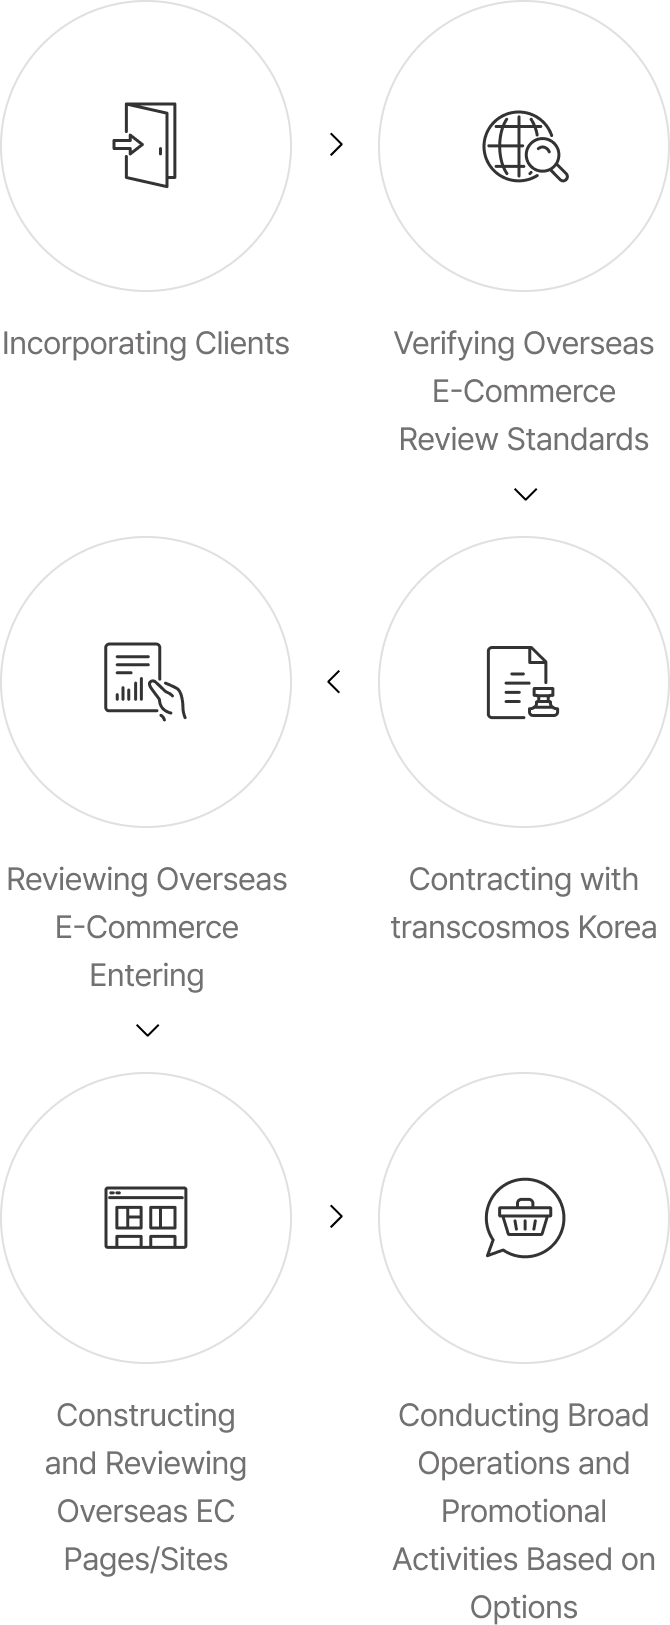 Incorporating Clients
Verifying Overseas
E-Commerce
Review Standards
Contracting with
transcosmos Korea
Reviewing Overseas
E-Commerce
Entering
Constructing
and Reviewing
Overseas EC
Pages/Sites
Conducting Broad
Operations and
Promotional
Activities Based on
Options